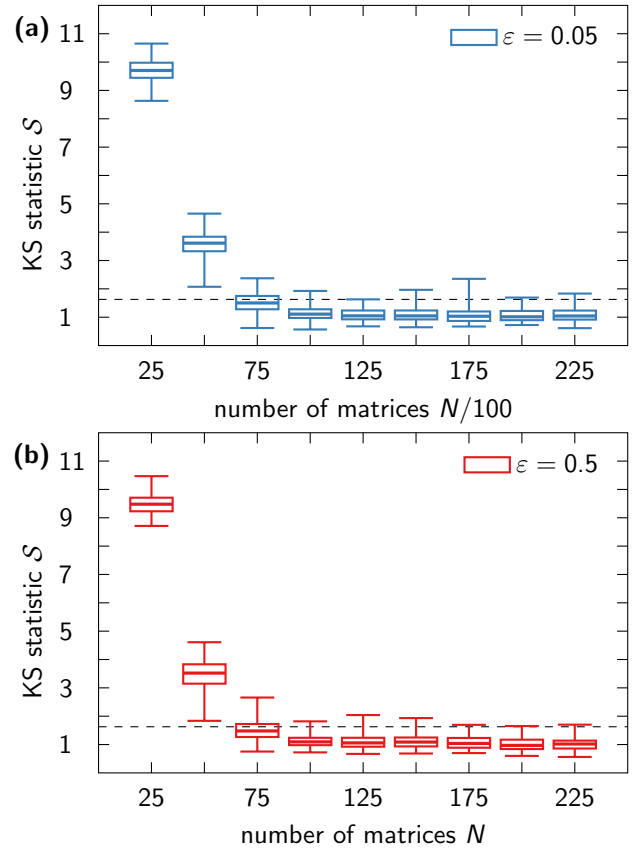 (a)
ε = 0.05
11
9
7
5
3
1
KS statistic 𝒮
25 75 125 175 225
number of matrices N/100
(b)
ε = 0.5
11
9
7
5
3
1
KS statistic 𝒮
25 75 125 175 225
number of matrices N